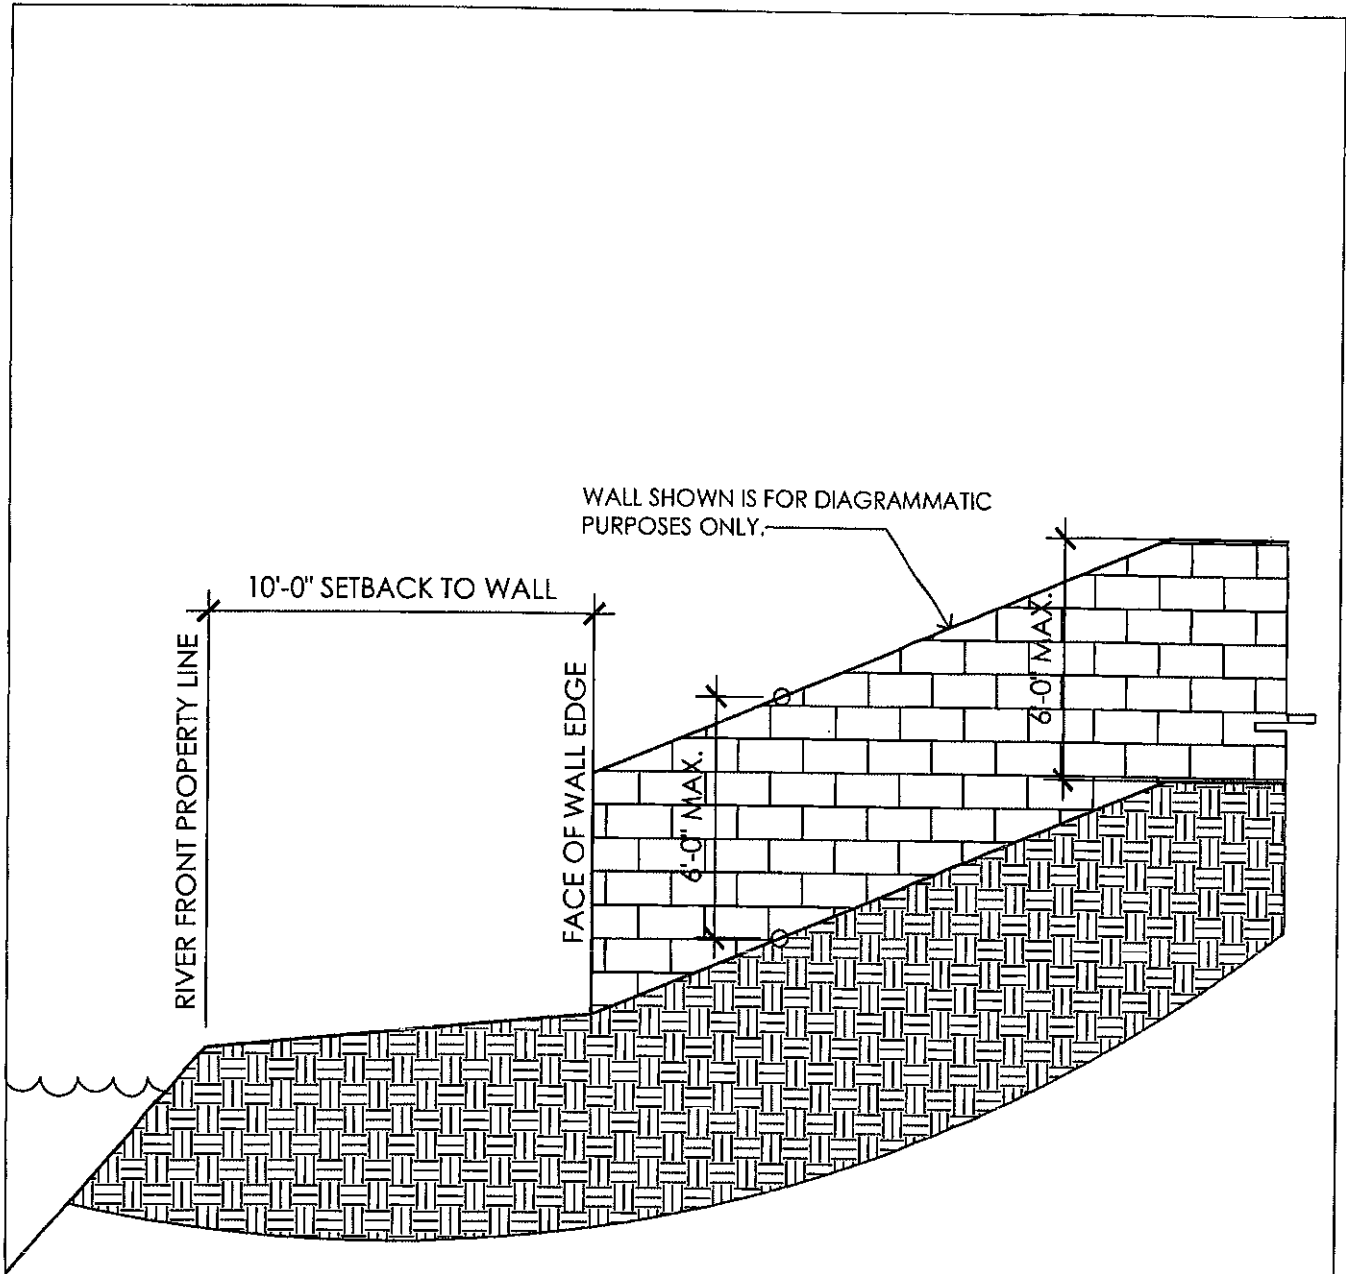 WALL SHOWN IS FOR DIAGRAMMATIC
PURPOSES ONLY.
10'-0" SETBACK TO WALL
RIVER FRONT PROPERTY LINE
FACE OF WALL EDGE
6'-0" MAX.
6'-0" MAX.